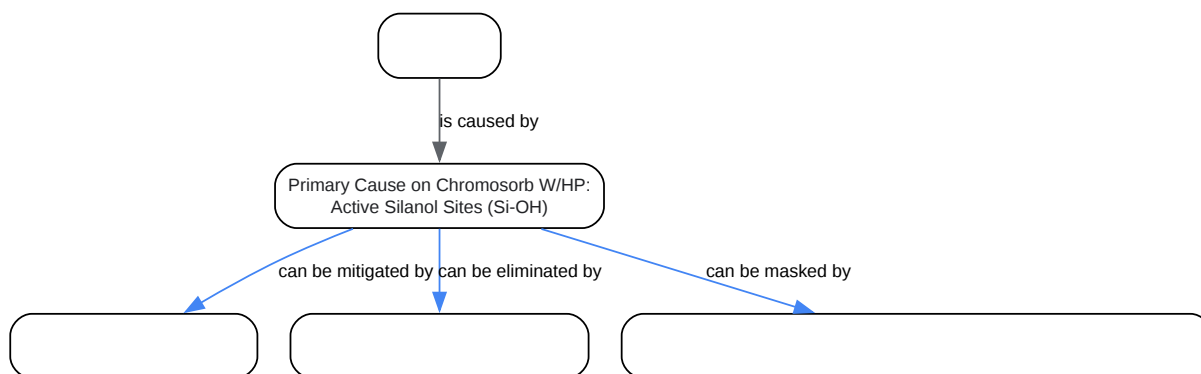 is caused by
Primary Cause on Chromosorb W/HP:
Active Silanol Sites (Si-OH)
can be mitigated by
can be eliminated by
can be masked by